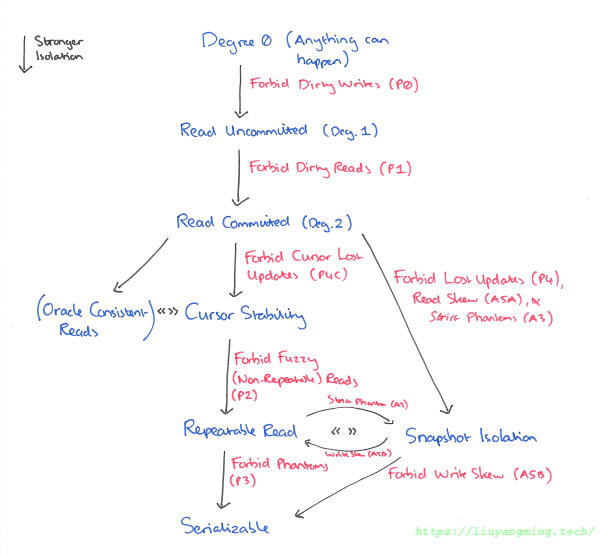 Stronger
Isolation
Degree 0 (Anything can
happen)
Forbid Dirty Writes (P0)
Read Uncommitted (Deg. 1)
Forbid Dirty Reads (P1)
Read Committed (Deg. 2)
Forbid Cursor Lost
Updates (P4C)
Forbid Lost Updates (P4),
Read Skew (A5A), &
Strict Phantoms (A3)
(Oracle Consistent
Reads)
«»
Cursor Stability
Forbid Fuzzy
(Non-Repeatable) Reads
(P2)
Strict Phantom (A3)
Repeatable Read
« »
Snapshot Isolation
Write Skew (A5B)
Forbid Phantoms
(P3)
Forbid Write Skew (A5B)
Serializable
https://liuyangming.tech/